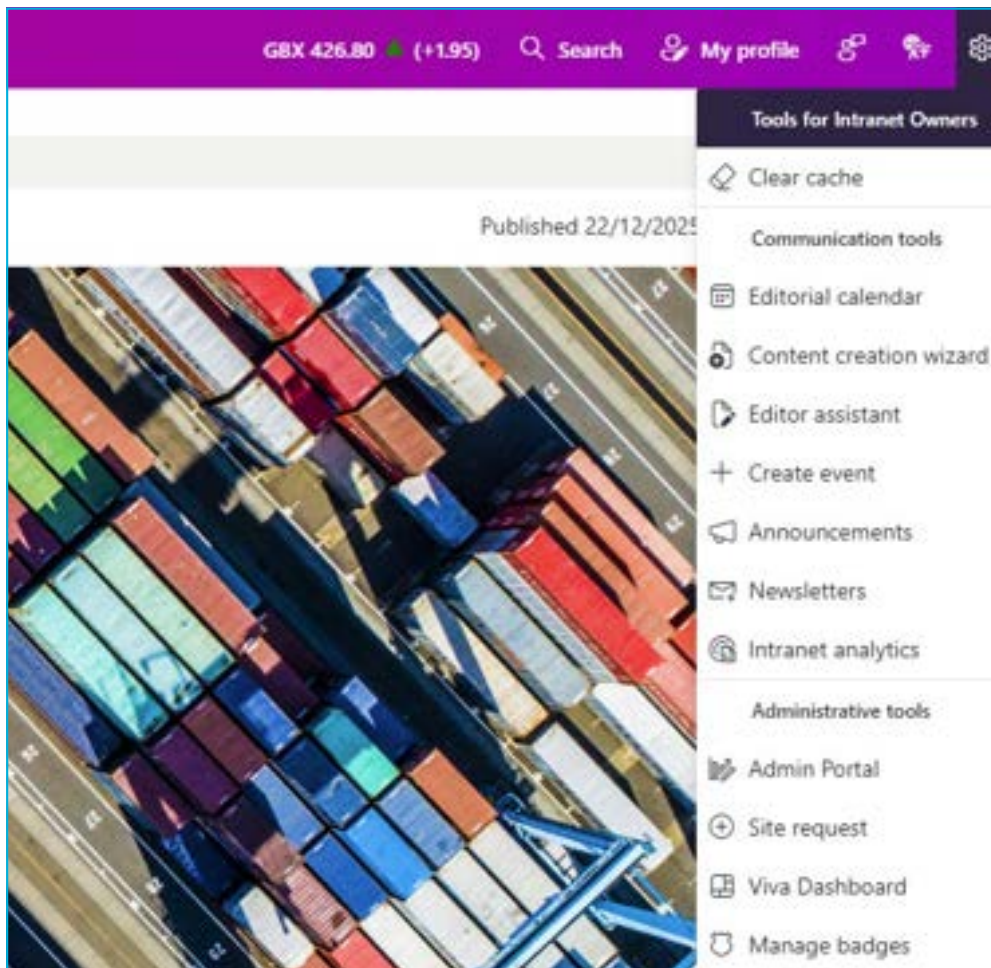 GBX 426.80 (+1.95) Search My profile
Tools for Intranet Owners
Clear cache
Published 22/12/2025
Communication tools
Editorial calendar
Content creation wizard
Editor assistant
Create event
Announcements
Newsletters
Intranet analytics
Administrative tools
Admin Portal
Site request
Viva Dashboard
Manage badges